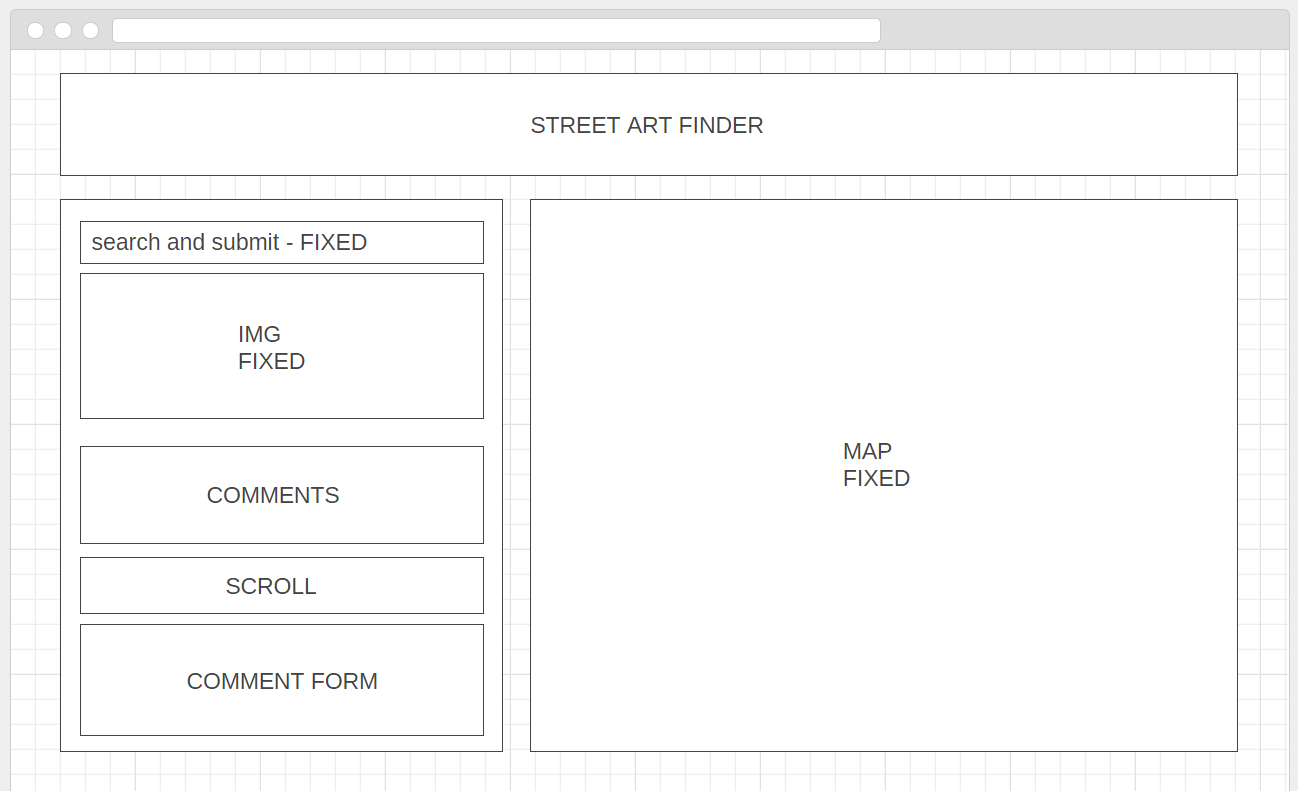 STREET ART FINDER
search and submit - FIXED
IMG
FIXED
COMMENTS
SCROLL
COMMENT FORM
MAP
FIXED